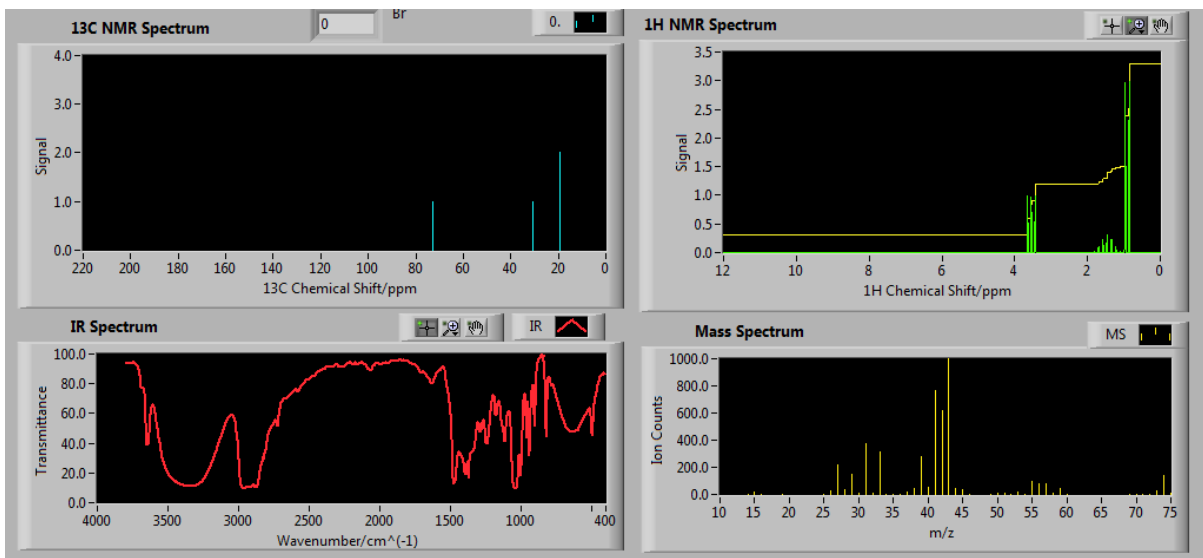 13C NMR Spectrum
0
Br
0.
4.0
3.0
2.0
1.0
0.0
Signal
220 200 180 160 140 120 100 80 60 40 20 0
13C Chemical Shift/ppm
1H NMR Spectrum
3.5
3.0
2.5
2.0
1.5
1.0
0.5
0.0
Signal
12 10 8 6 4 2 0
1H Chemical Shift/ppm
IR Spectrum
IR
100.0
80.0
60.0
40.0
20.0
0.0
Transmittance
4000 3000 2000 1000 400
Wavenumber/cm^(-1)
Mass Spectrum
MS
1000.0
800.0
600.0
400.0
200.0
0.0
Ion Counts
10 15 20 25 30 35 40 45 50 55 60 65 70 75
m/z